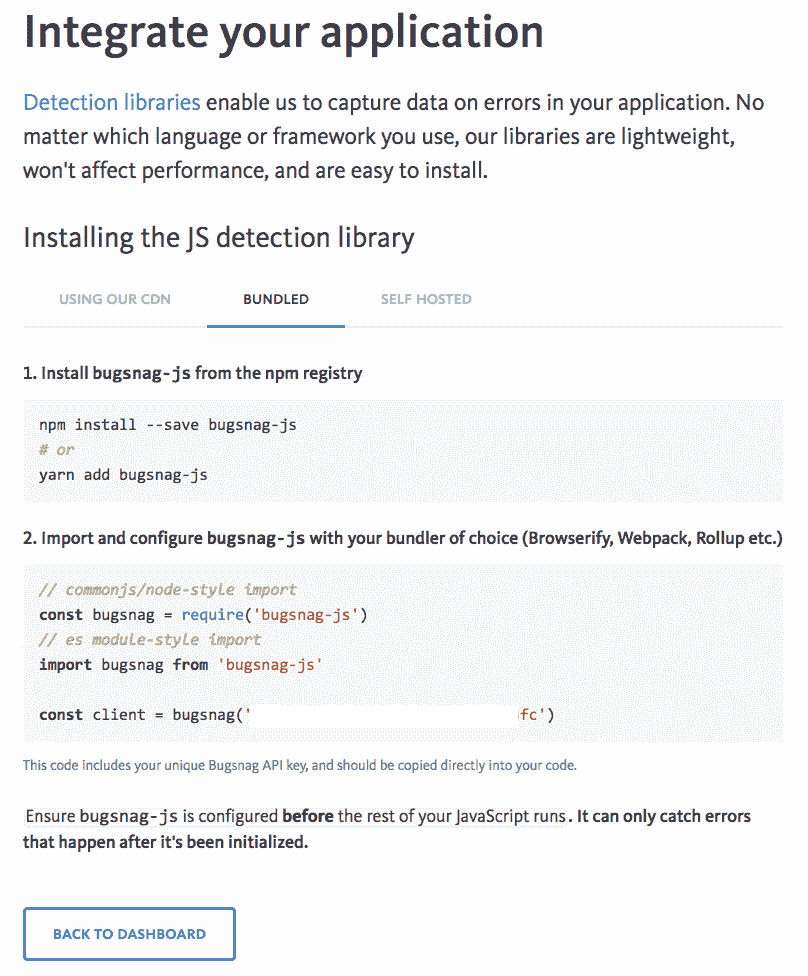 Integrate your application
Detection libraries enable us to capture data on errors in your application. No
matter which language or framework you use, our libraries are lightweight,
won't affect performance, and are easy to install.
Installing the JS detection library
USING OUR CDN BUNDLED SELF HOSTED
1. Install bugsnag-js from the npm registry
npm install --save bugsnag-js
# or
yarn add bugsnag-js
2. Import and configure bugsnag-js with your bundler of choice (Browserify, Webpack, Rollup etc.)
// commonjs/node-style import
const bugsnag = require('bugsnag-js')
// es module-style import
import bugsnag from 'bugsnag-js'
const client = bugsnag(' fc')
This code includes your unique Bugsnag API key, and should be copied directly into your code.
Ensure bugsnag-js is configured before the rest of your JavaScript runs. It can only catch errors
that happen after it's been initialized.
BACK TO DASHBOARD